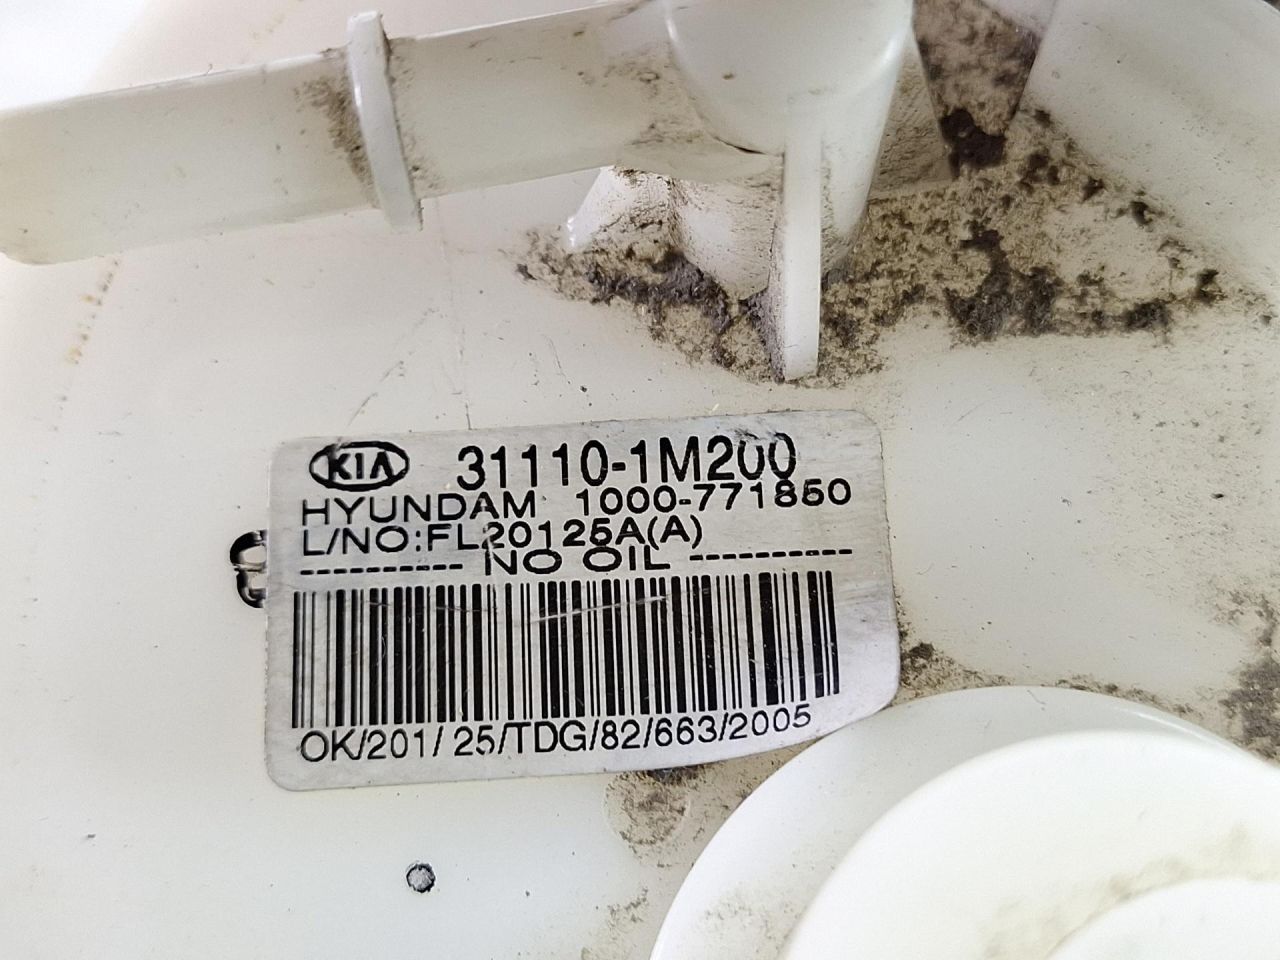 KIA 31110-1M200
HYUNDAM 1000-771850
L/NO:FL20125A(A)
--------- NO OIL -----------
OK/201/25/TDG/82/663/2005